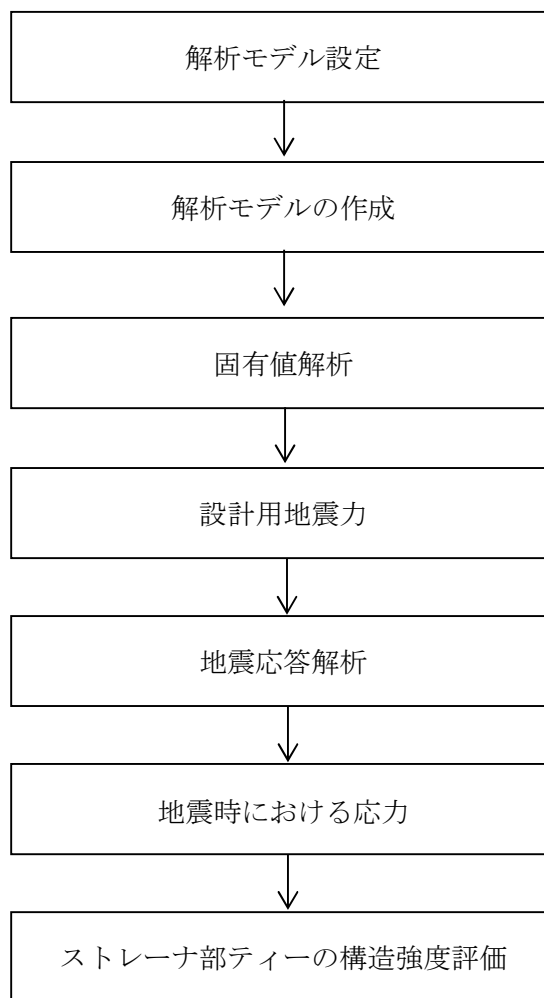 解析モデル設定
解析モデルの作成
固有値解析
設計用地震力
地震応答解析
地震時における応力
ストレーナ部ティーの構造強度評価